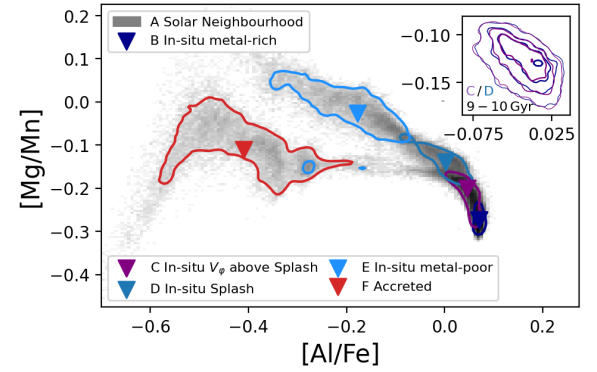 A Solar Neighbourhood
B In-situ metal-rich
C / D
9 − 10 Gyr
−0.10
−0.15
−0.075
0.025
0.2
0.1
0.0
−0.1
−0.2
−0.3
−0.4
[Mg/Mn]
C In-situ Vφ above Splash
D In-situ Splash
E In-situ metal-poor
F Accreted
−0.6
−0.4
−0.2
0.0
0.2
[Al/Fe]